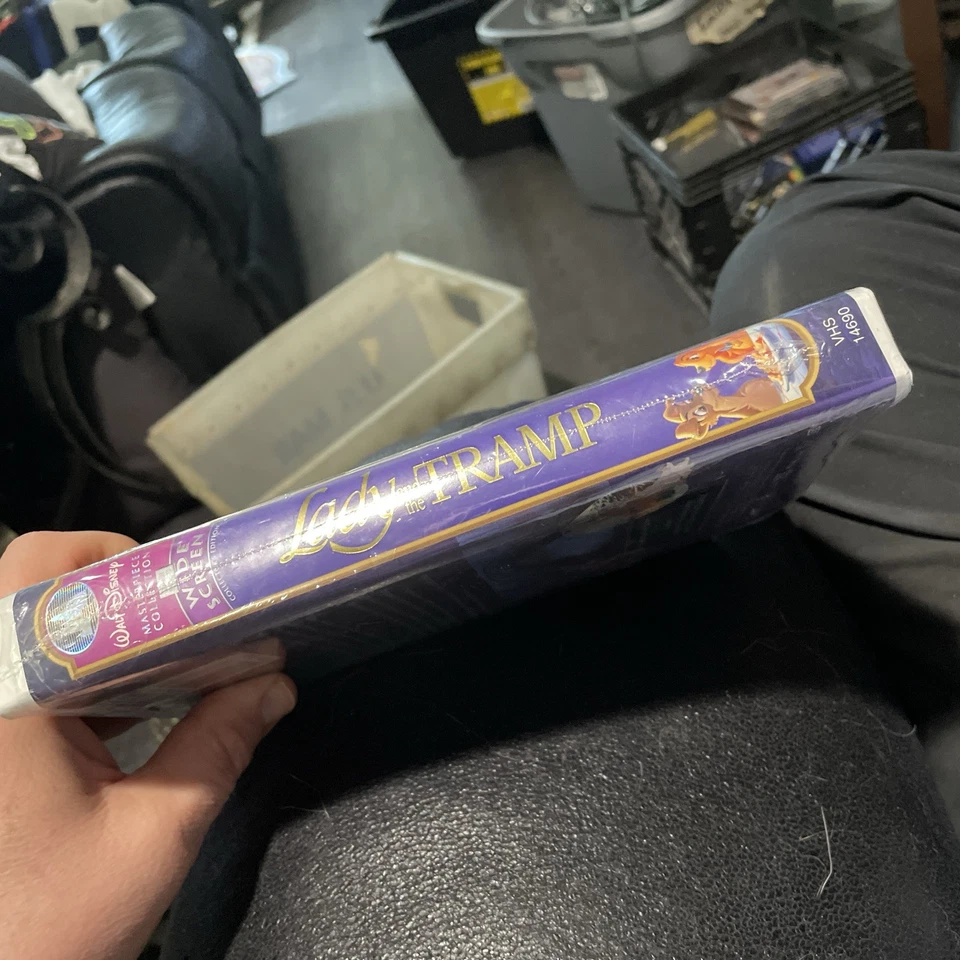 WALT DISNEY
MASTERPIECE
COLLECTION
WIDE
SCREEN
Lady and the TRAMP
VHS
14690